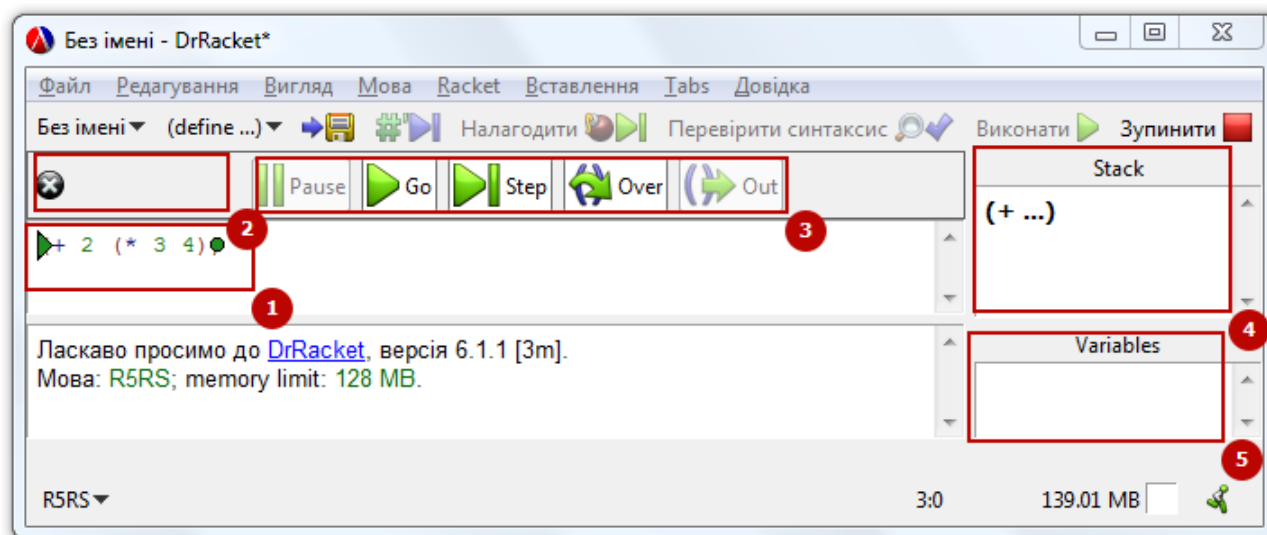 Без імені - DrRacket*
Файл Редагування Вигляд Мова Racket Вставлення Tabs Довідка
Без імені (define ...) Налагодити Перевірити синтаксис Виконати Зупинити
Pause Go Step Over Out
Stack
2
3
(+ ...)
+ 2 (* 3 4)
1
4
Ласкаво просимо до DrRacket, версія 6.1.1 [3m].
Мова: R5RS; memory limit: 128 MB.
Variables
5
R5RS 3:0 139.01 MB